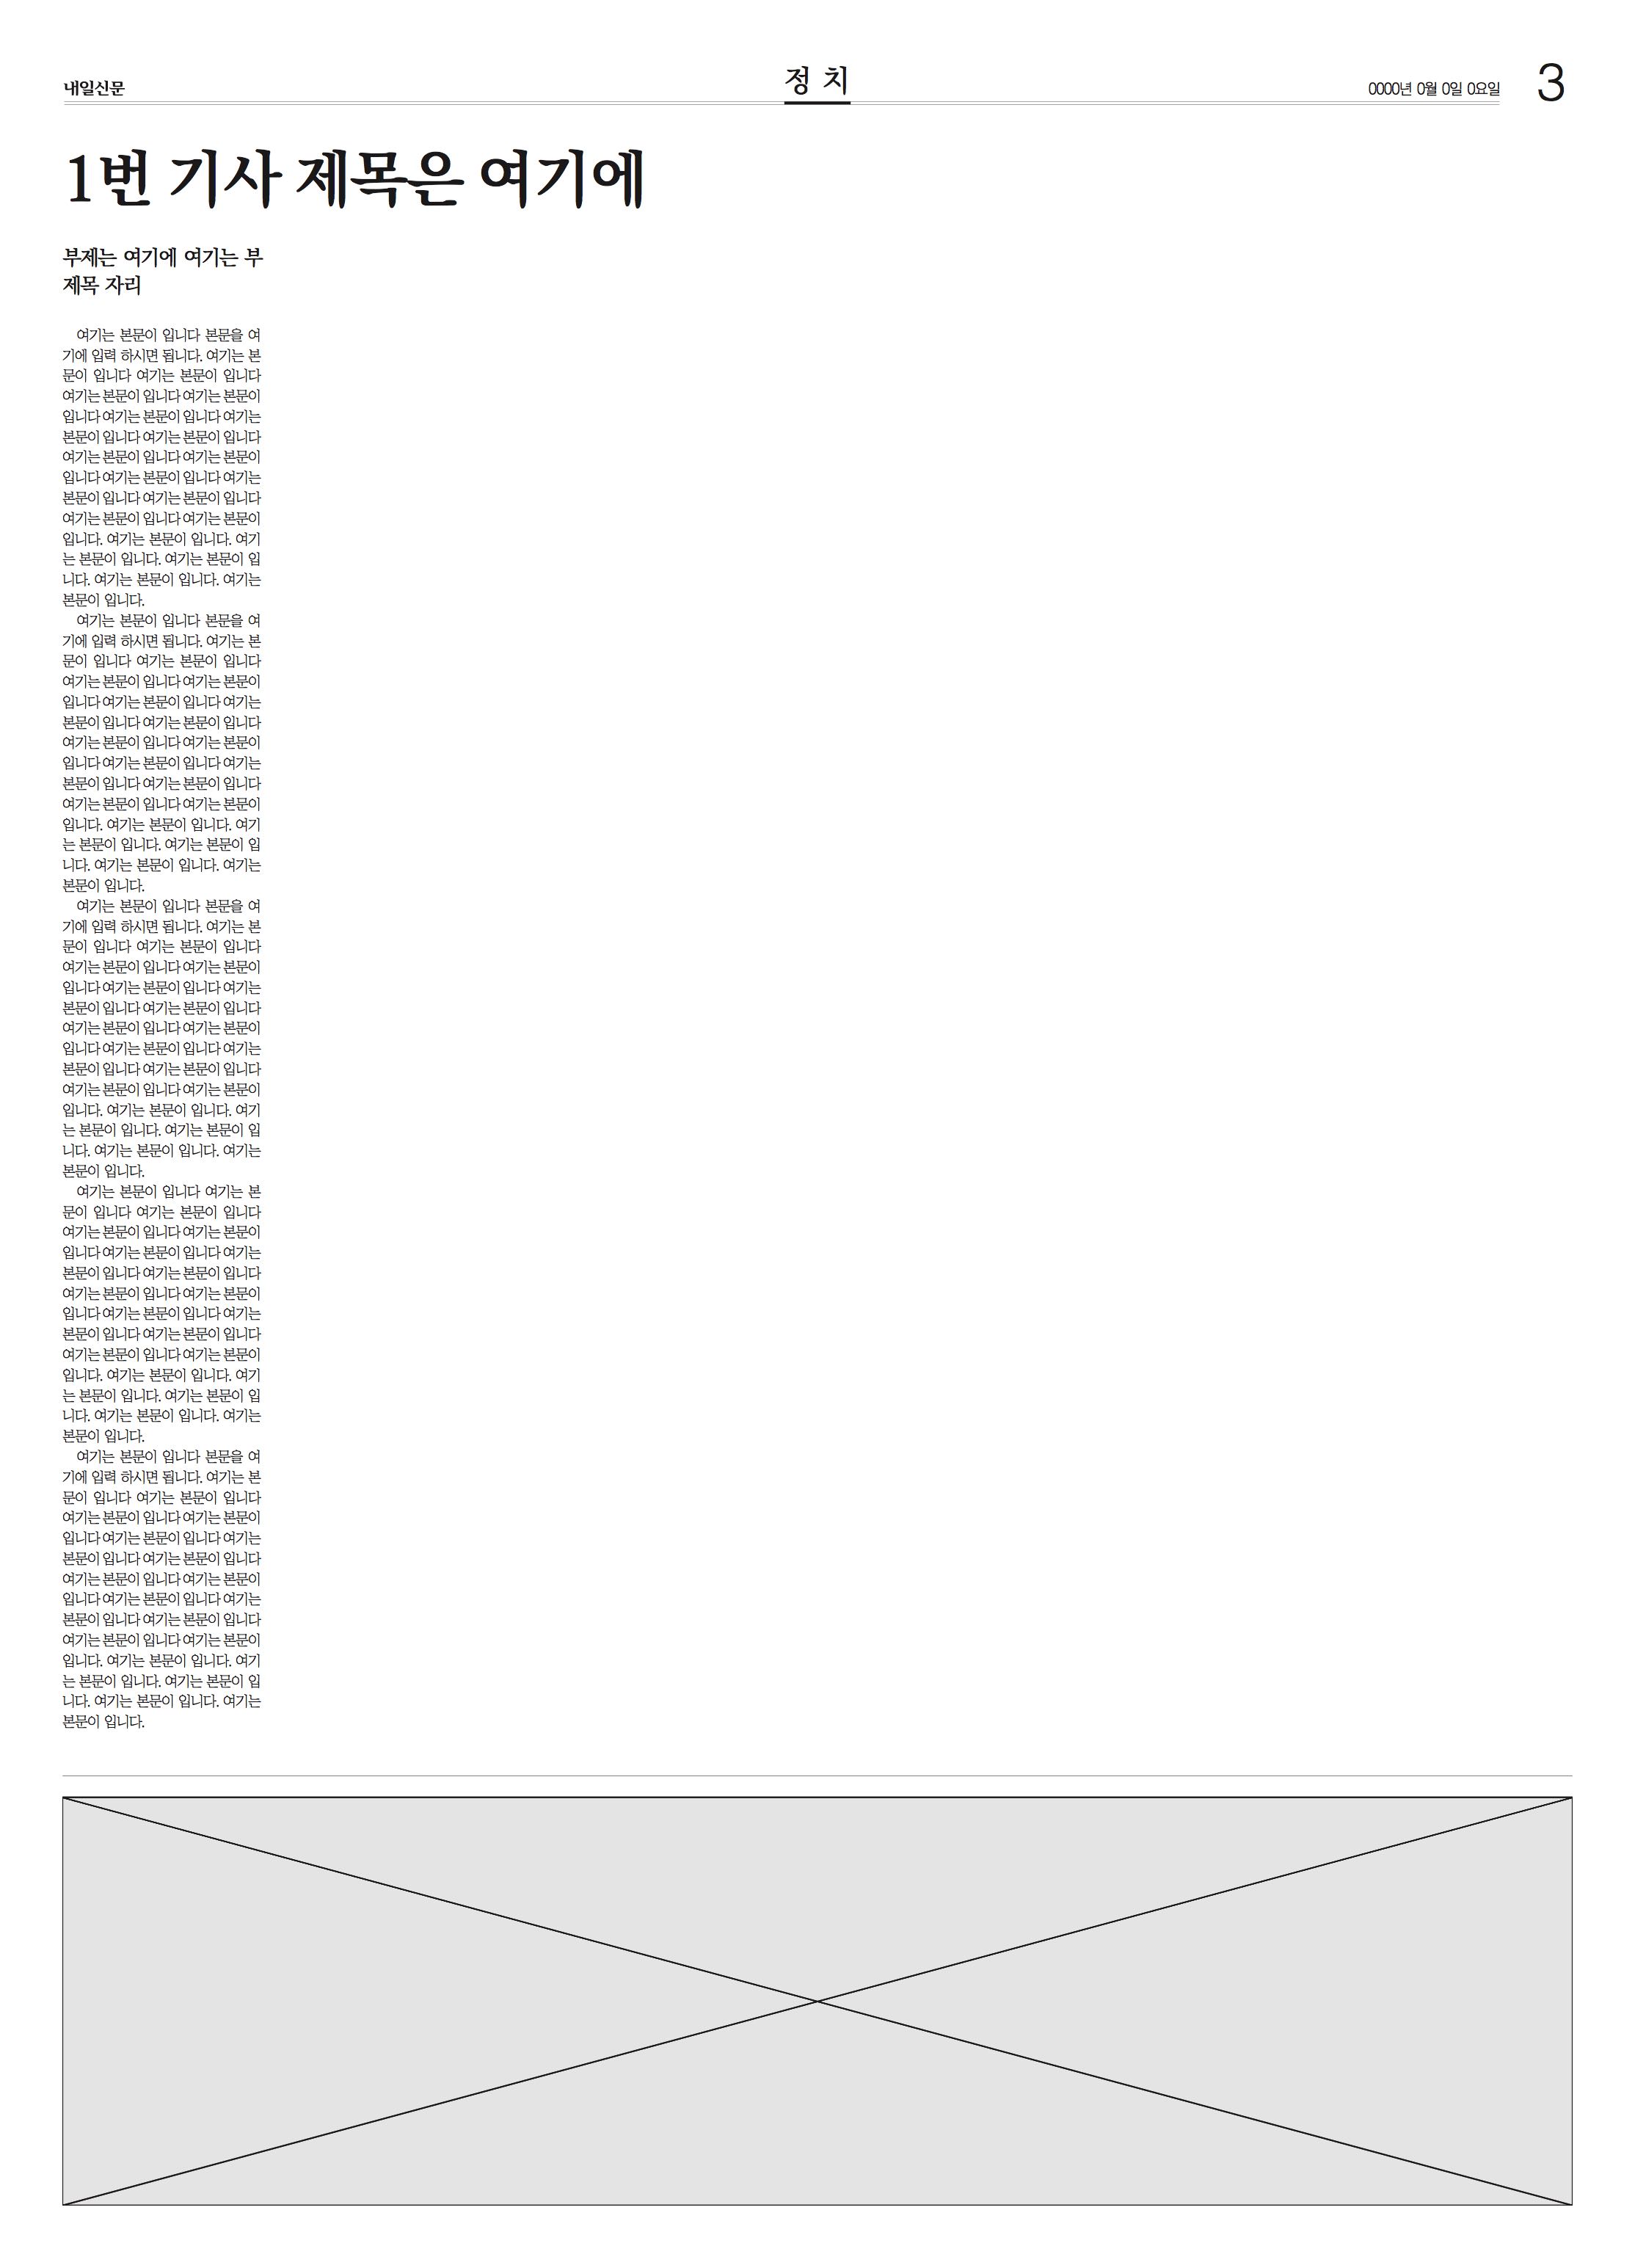 내일신문
정 치
0000년 0월 0일 0요일
3
1번 기사 제목은 여기에
부제는 여기에 여기는 부
제목 자리
여기는 본문이 입니다 본문을 여
기에 입력 하시면 됩니다. 여기는 본
문이 입니다 여기는 본문이 입니다
여기는 본문이 입니다 여기는 본문이
입니다 여기는 본문이 입니다 여기는
본문이 입니다 여기는 본문이 입니다
여기는 본문이 입니다 여기는 본문이
입니다 여기는 본문이 입니다 여기는
본문이 입니다 여기는 본문이 입니다
여기는 본문이 입니다 여기는 본문이
입니다. 여기는 본문이 입니다. 여기
는 본문이 입니다. 여기는 본문이 입
니다. 여기는 본문이 입니다. 여기는
본문이 입니다.
여기는 본문이 입니다 본문을 여
기에 입력 하시면 됩니다. 여기는 본
문이 입니다 여기는 본문이 입니다
여기는 본문이 입니다 여기는 본문이
입니다 여기는 본문이 입니다 여기는
본문이 입니다 여기는 본문이 입니다
여기는 본문이 입니다 여기는 본문이
입니다 여기는 본문이 입니다 여기는
본문이 입니다 여기는 본문이 입니다
여기는 본문이 입니다 여기는 본문이
입니다. 여기는 본문이 입니다. 여기
는 본문이 입니다. 여기는 본문이 입
니다. 여기는 본문이 입니다. 여기는
본문이 입니다.
여기는 본문이 입니다 본문을 여
기에 입력 하시면 됩니다. 여기는 본
문이 입니다 여기는 본문이 입니다
여기는 본문이 입니다 여기는 본문이
입니다 여기는 본문이 입니다 여기는
본문이 입니다 여기는 본문이 입니다
여기는 본문이 입니다 여기는 본문이
입니다 여기는 본문이 입니다 여기는
본문이 입니다 여기는 본문이 입니다
여기는 본문이 입니다 여기는 본문이
입니다. 여기는 본문이 입니다. 여기
는 본문이 입니다. 여기는 본문이 입
니다. 여기는 본문이 입니다. 여기는
본문이 입니다.
여기는 본문이 입니다 여기는 본
문이 입니다 여기는 본문이 입니다
여기는 본문이 입니다 여기는 본문이
입니다 여기는 본문이 입니다 여기는
본문이 입니다 여기는 본문이 입니다
여기는 본문이 입니다 여기는 본문이
입니다 여기는 본문이 입니다 여기는
본문이 입니다 여기는 본문이 입니다
여기는 본문이 입니다 여기는 본문이
입니다. 여기는 본문이 입니다. 여기
는 본문이 입니다. 여기는 본문이 입
니다. 여기는 본문이 입니다. 여기는
본문이 입니다.
여기는 본문이 입니다 본문을 여
기에 입력 하시면 됩니다. 여기는 본
문이 입니다 여기는 본문이 입니다
여기는 본문이 입니다 여기는 본문이
입니다 여기는 본문이 입니다 여기는
본문이 입니다 여기는 본문이 입니다
여기는 본문이 입니다 여기는 본문이
입니다 여기는 본문이 입니다 여기는
본문이 입니다 여기는 본문이 입니다
여기는 본문이 입니다 여기는 본문이
입니다. 여기는 본문이 입니다. 여기
는 본문이 입니다. 여기는 본문이 입
니다. 여기는 본문이 입니다. 여기는
본문이 입니다.